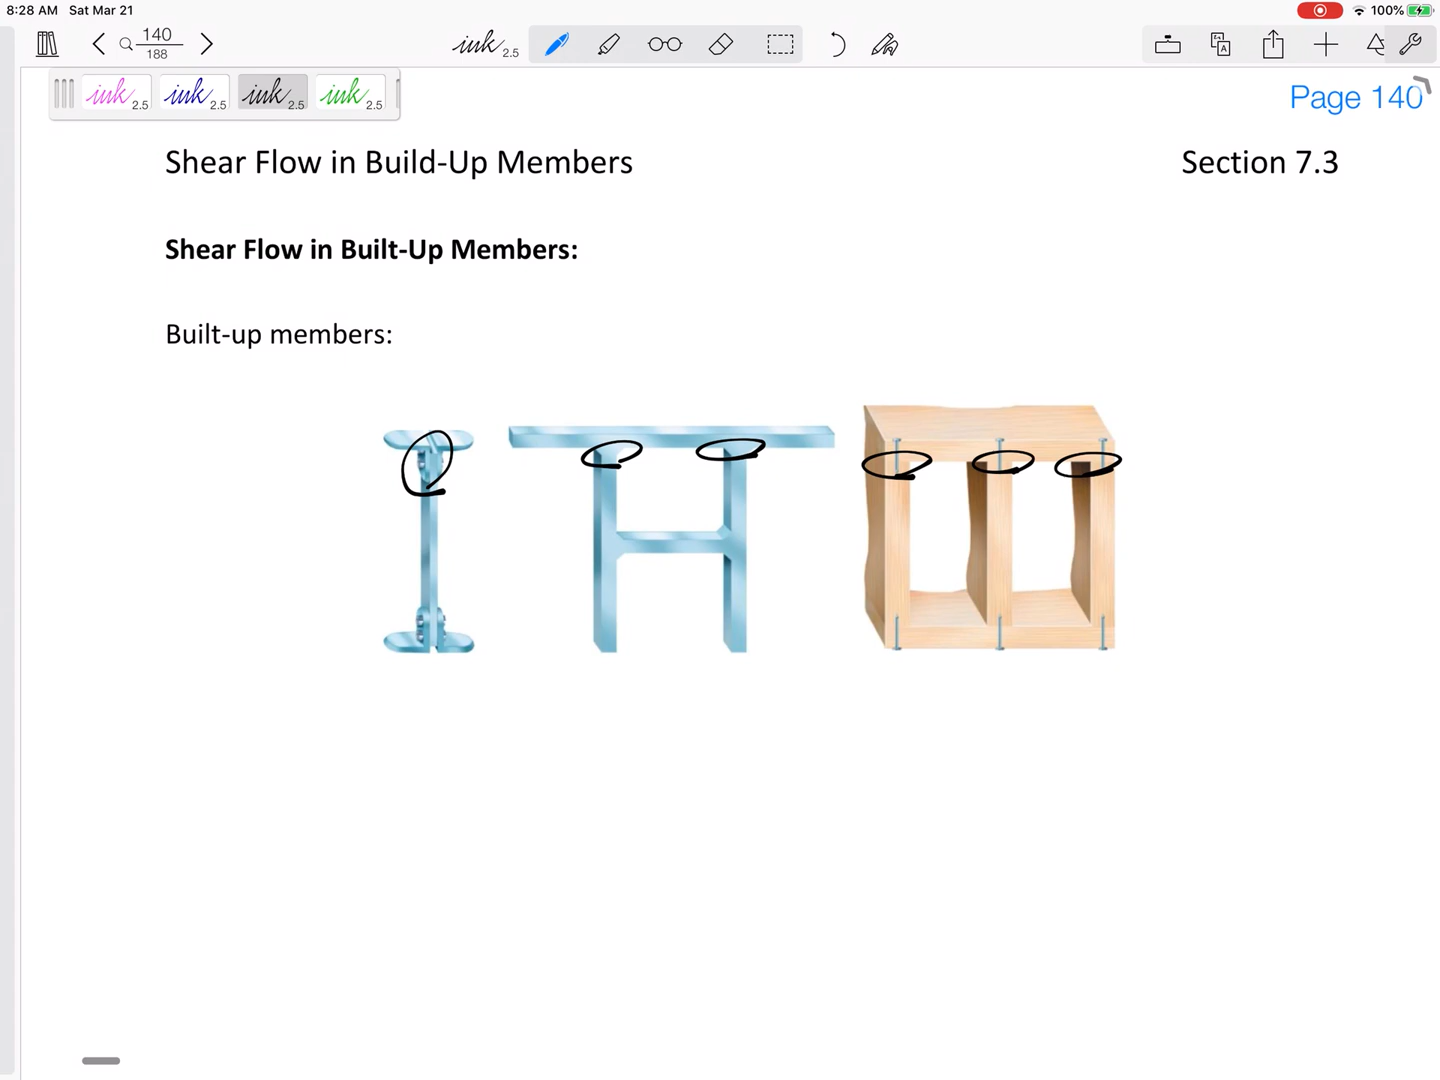 8:28 AM Sat Mar 21
100%
140
188
ink 2.5
ink 2.5 ink 2.5 ink 2.5 ink 2.5
Page 140
Shear Flow in Build-Up Members Section 7.3
Shear Flow in Built-Up Members:
Built-up members: